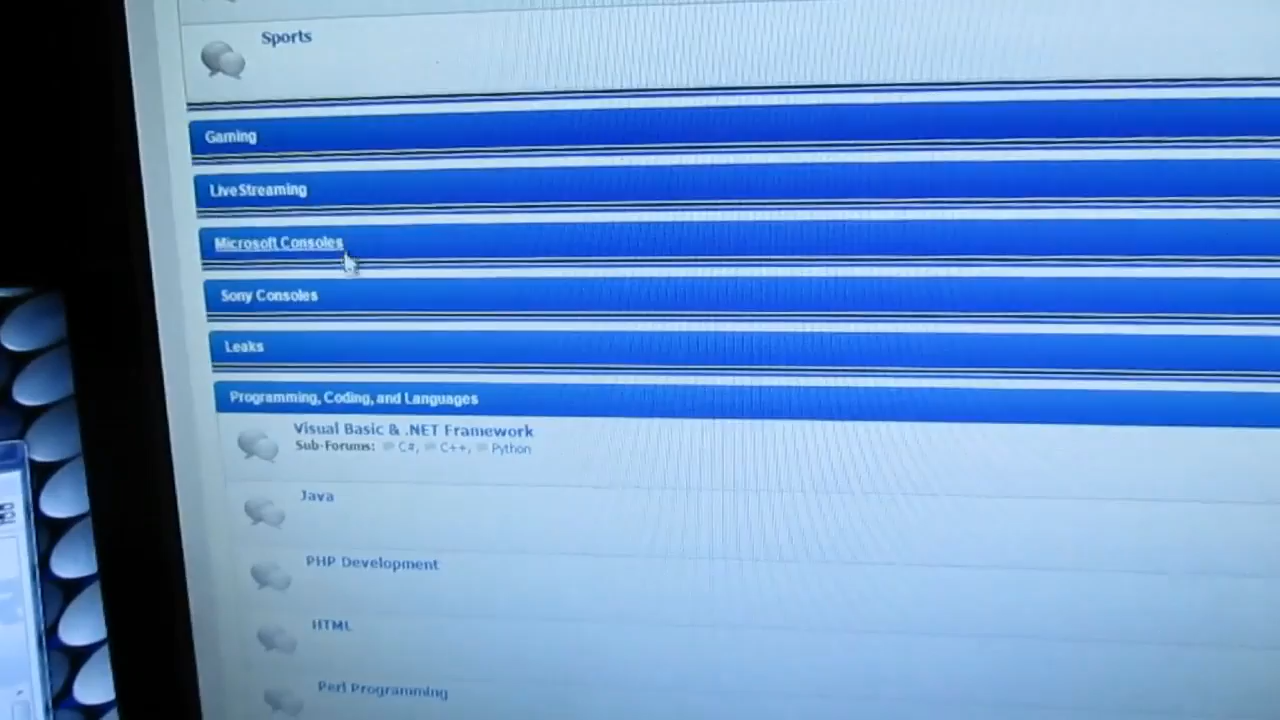 Sports
Gaming
LiveStreaming
Microsoft Consoles
Sony Consoles
Leaks
Programming, Coding, and Languages
Visual Basic & .NET Framework
Sub-Forums: C#, C++, Python
Java
PHP Development
HTML
Perl Programming